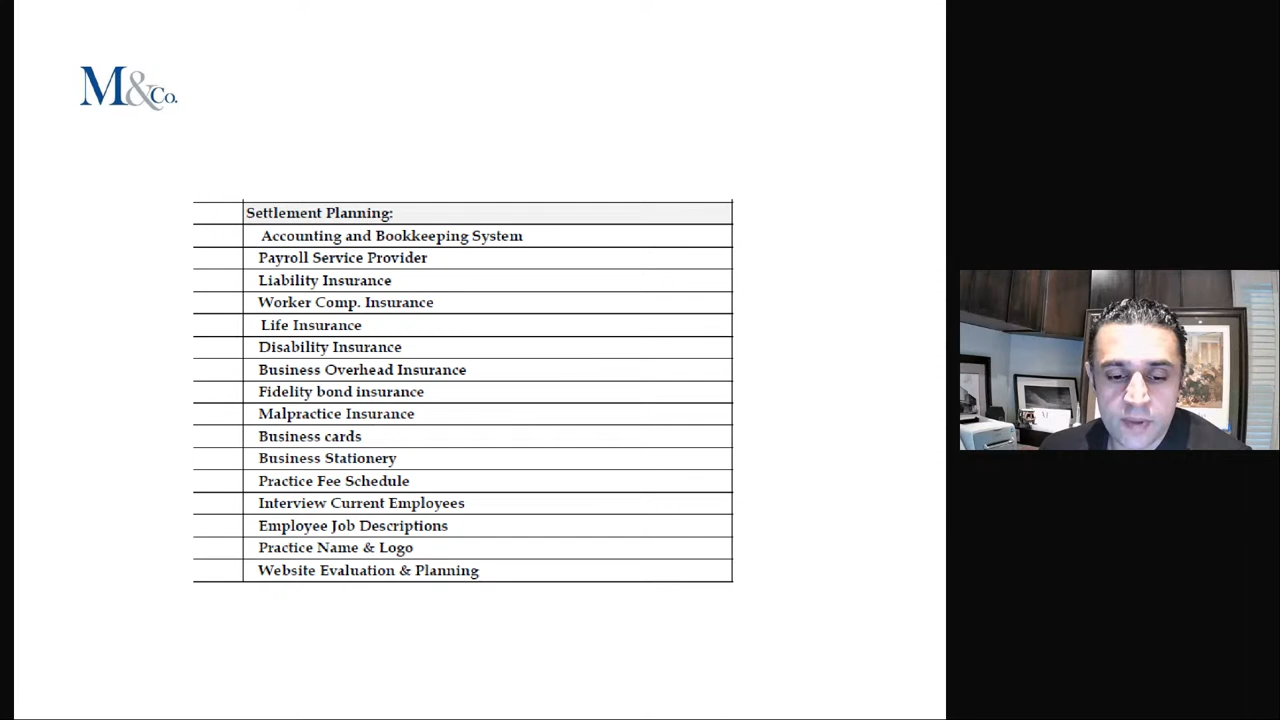 M&Co.
Settlement Planning:
Accounting and Bookkeeping System
Payroll Service Provider
Liability Insurance
Worker Comp. Insurance
Life Insurance
Disability Insurance
Business Overhead Insurance
Fidelity bond insurance
Malpractice Insurance
Business cards
Business Stationery
Practice Fee Schedule
Interview Current Employees
Employee Job Descriptions
Practice Name & Logo
Website Evaluation & Planning